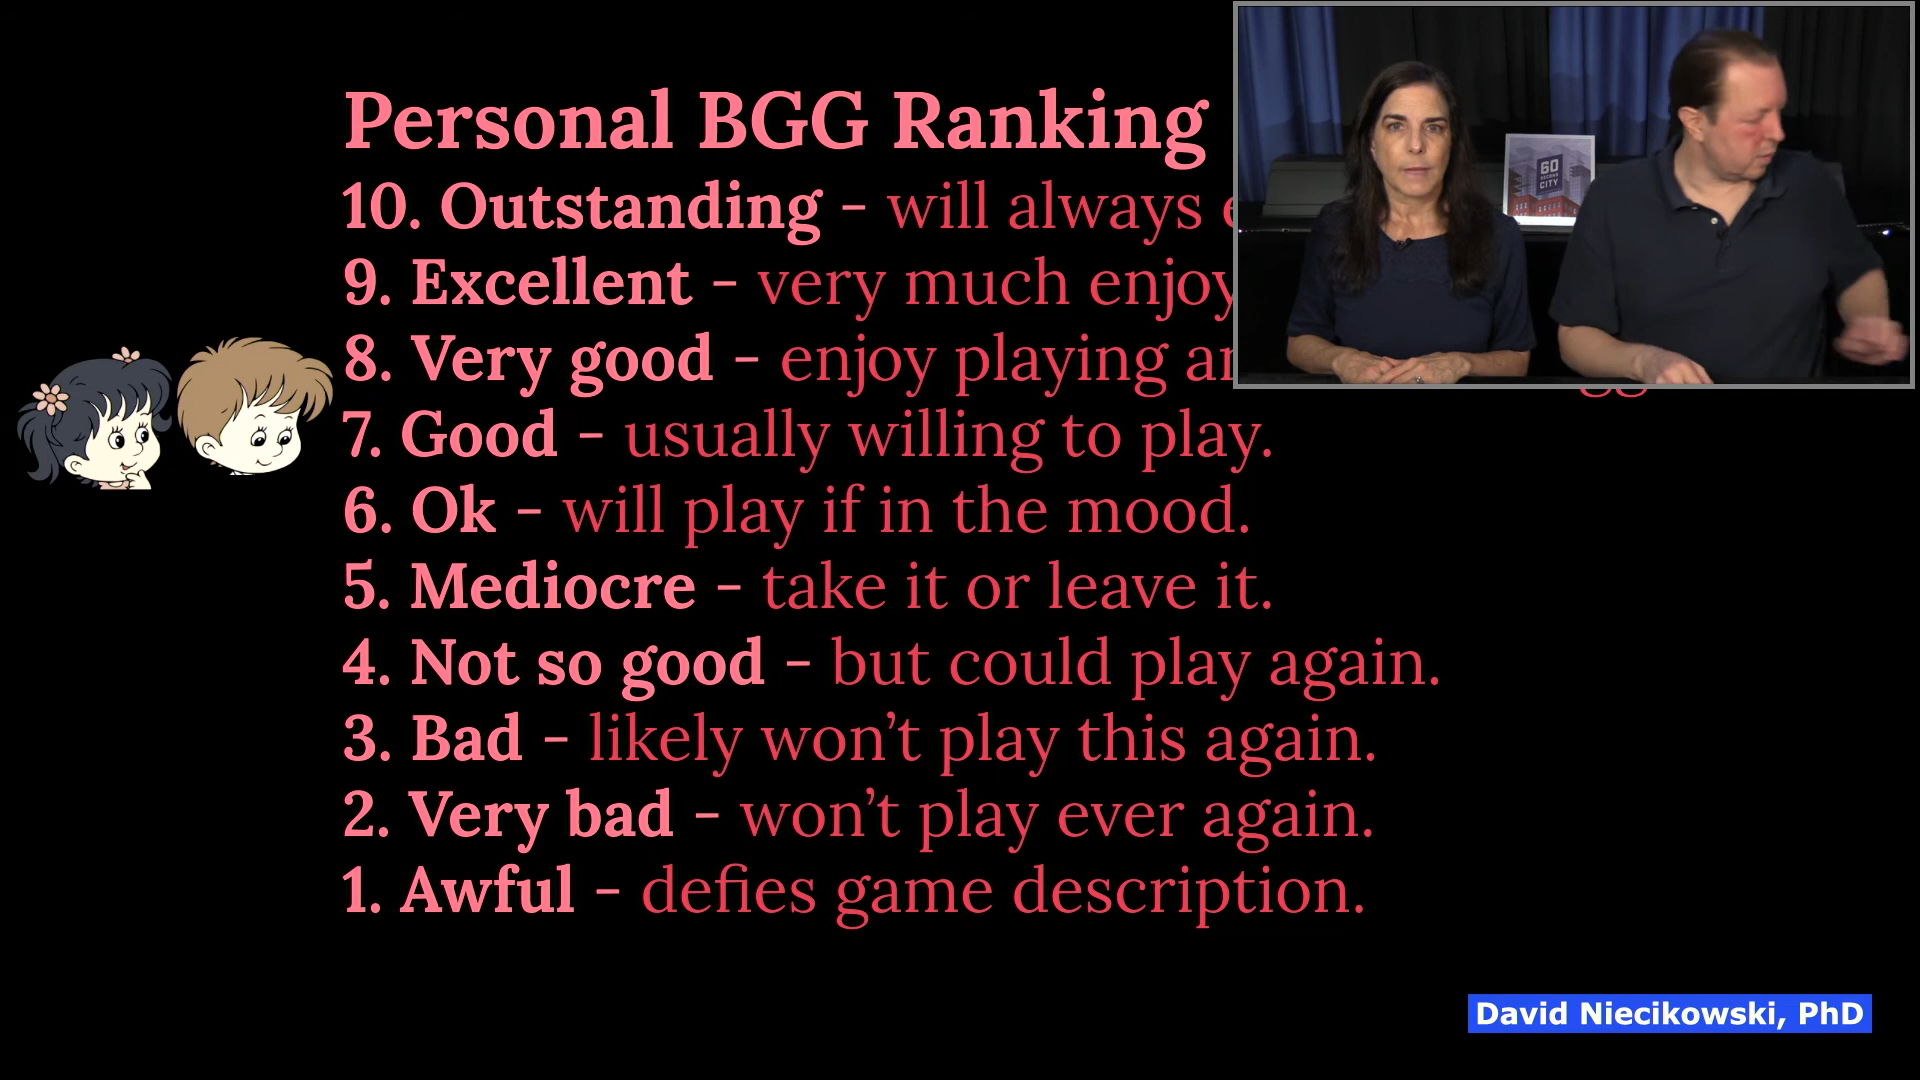 Personal BGG Ranking
10. Outstanding – will always
9. Excellent – very much enjoy
8. Very good – enjoy playing
7. Good – usually willing to play.
6. Ok – will play if in the mood.
5. Mediocre – take it or leave it.
4. Not so good – but could play again.
3. Bad – likely won’t play this again.
2. Very bad – won’t play ever again.
1. Awful – defies game description.
60
SECOND
CITY
David Niecikowski, PhD